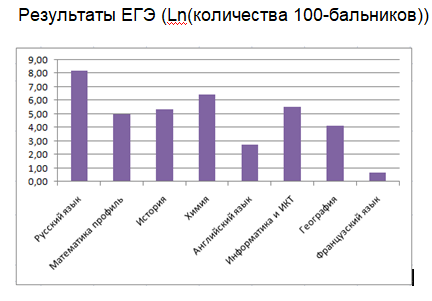 Результаты ЕГЭ (Ln(количества 100-бальников))
9,00
8,00
7,00
6,00
5,00
4,00
3,00
2,00
1,00
0,00
Русский язык
Математика профиль
История
Химия
Английский язык
Информатика и ИКТ
География
Французский язык